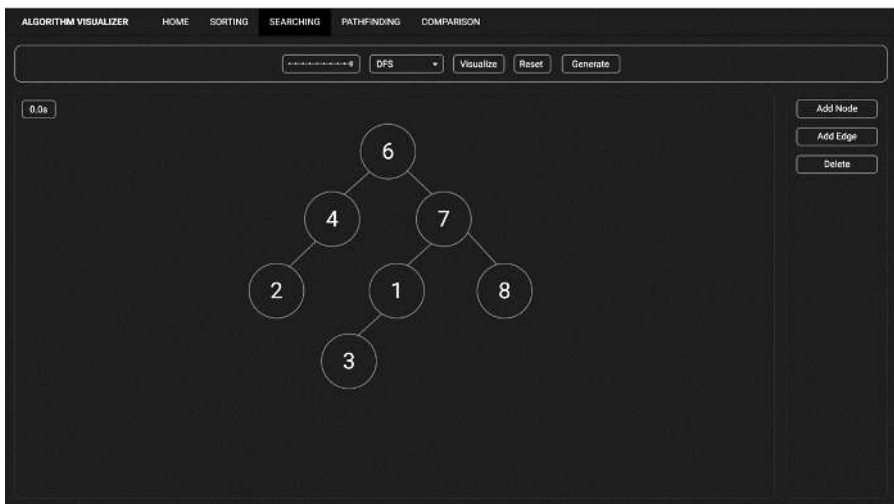 ALGORITHM VISUALIZER HOME SORTING SEARCHING PATHFINDING COMPARISON
DFS Visualize Reset Generate
0.0s
Add Node
Add Edge
Delete
6
4 7
2 1 8
3